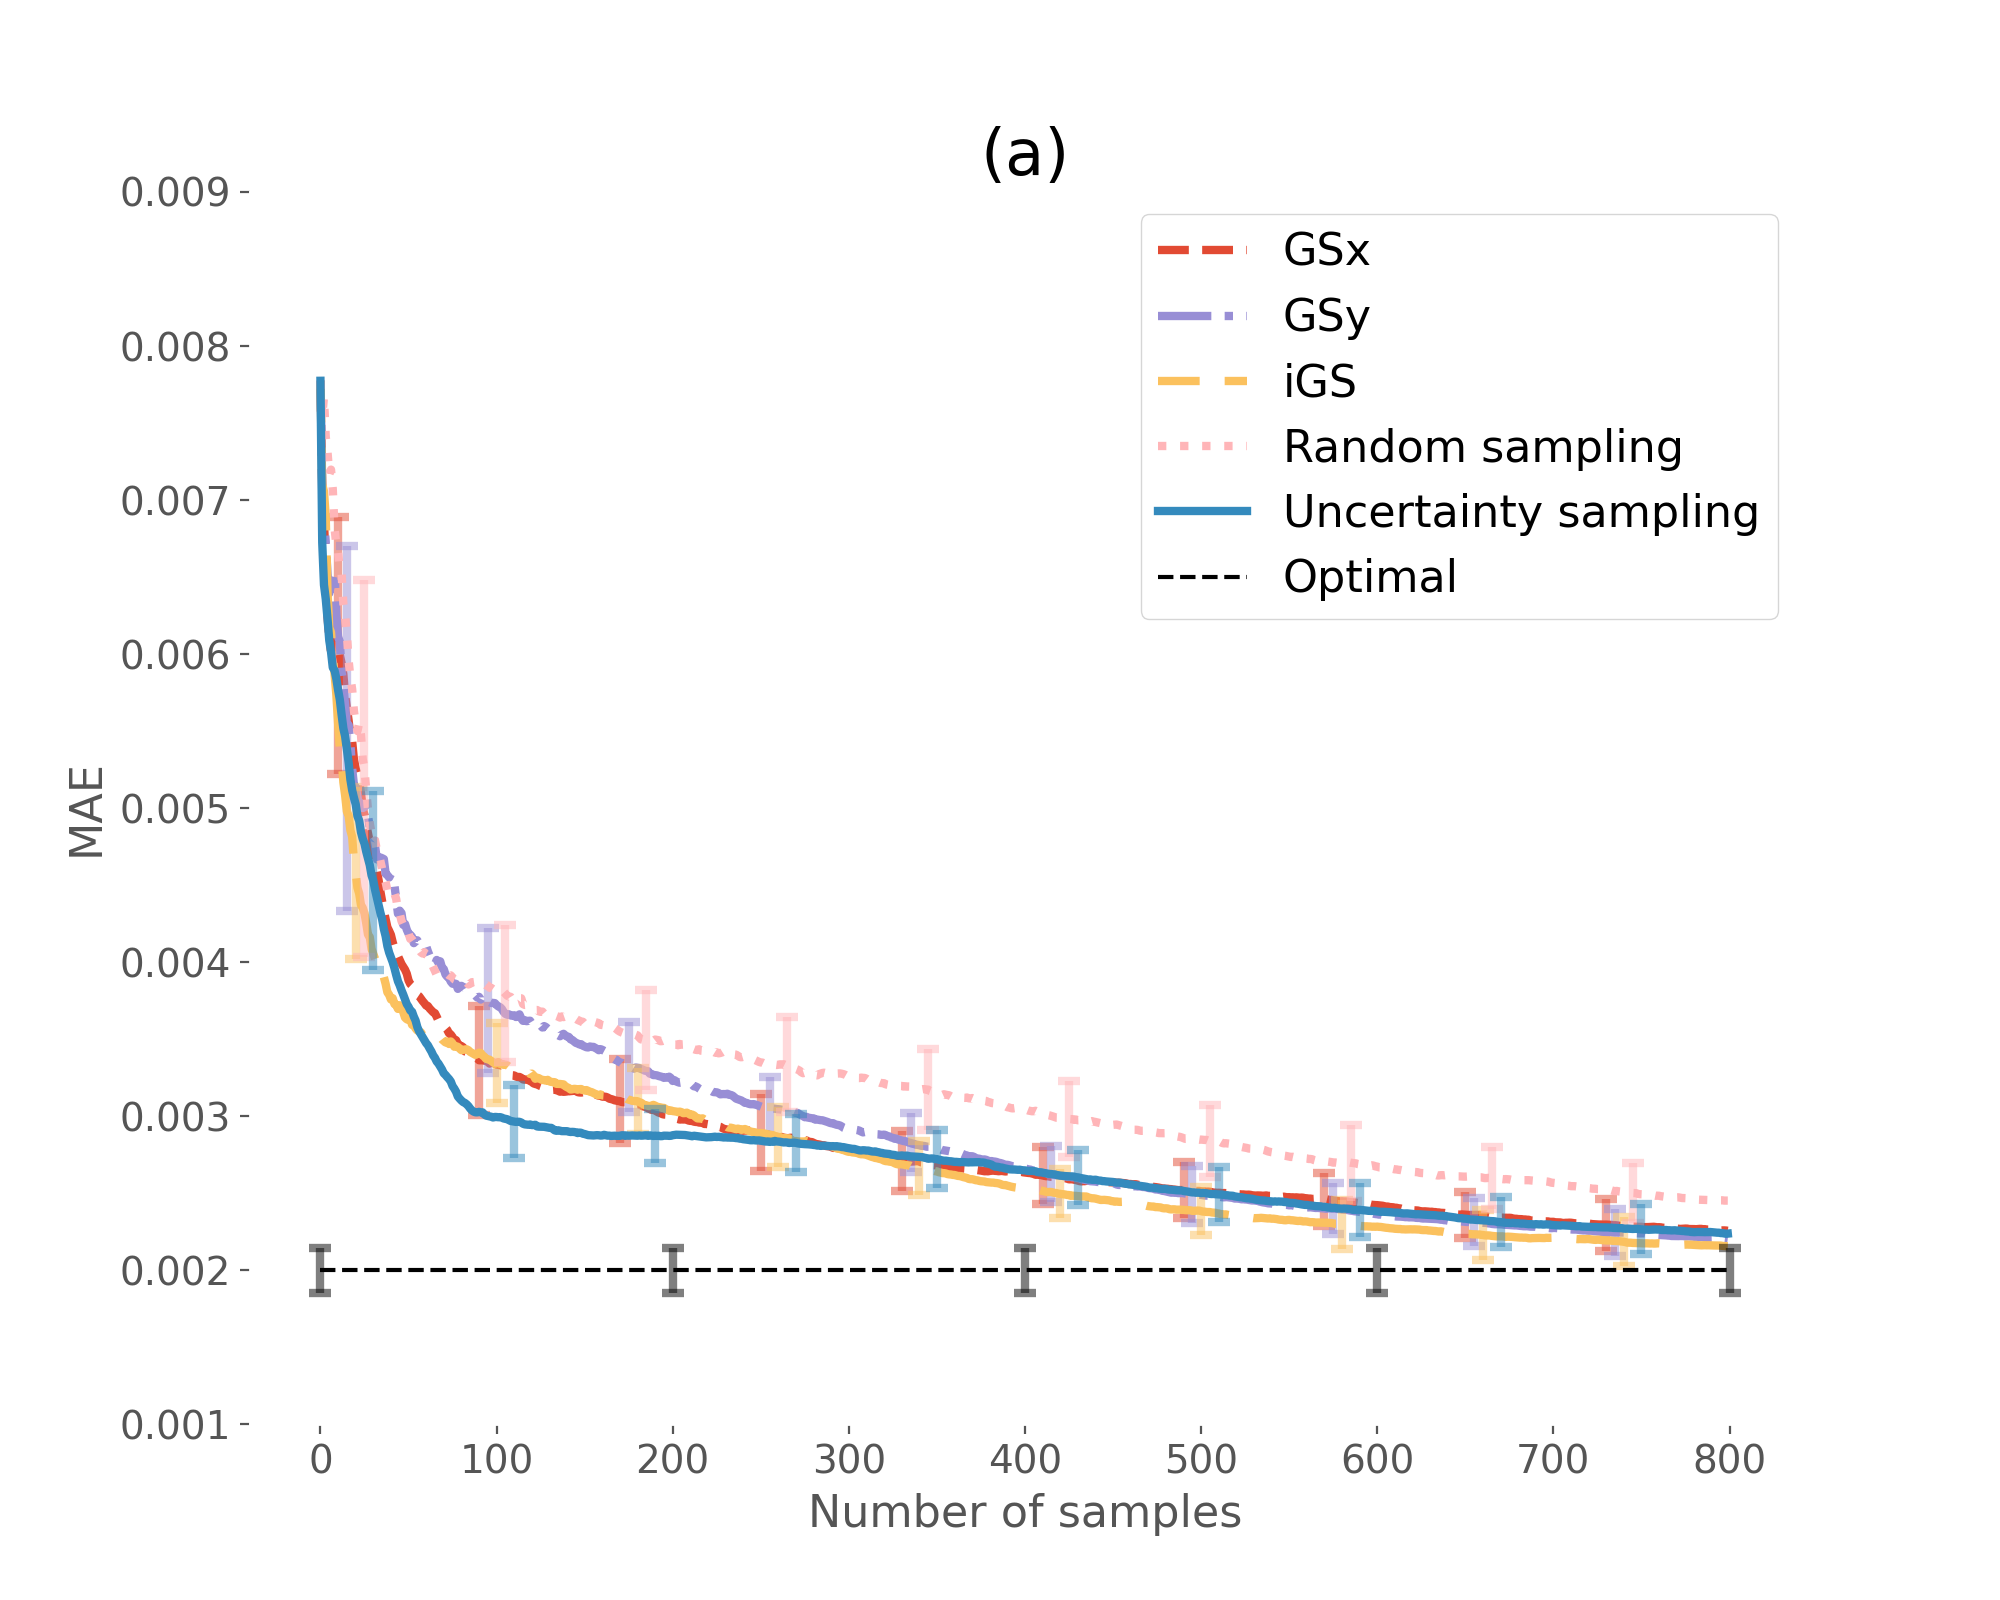 (a)
0.009
0.008
0.007
0.006
0.005
0.004
0.003
0.002
0.001
MAE
GSx
GSy
iGS
Random sampling
Uncertainty sampling
Optimal
0 100 200 300 400 500 600 700 800
Number of samples